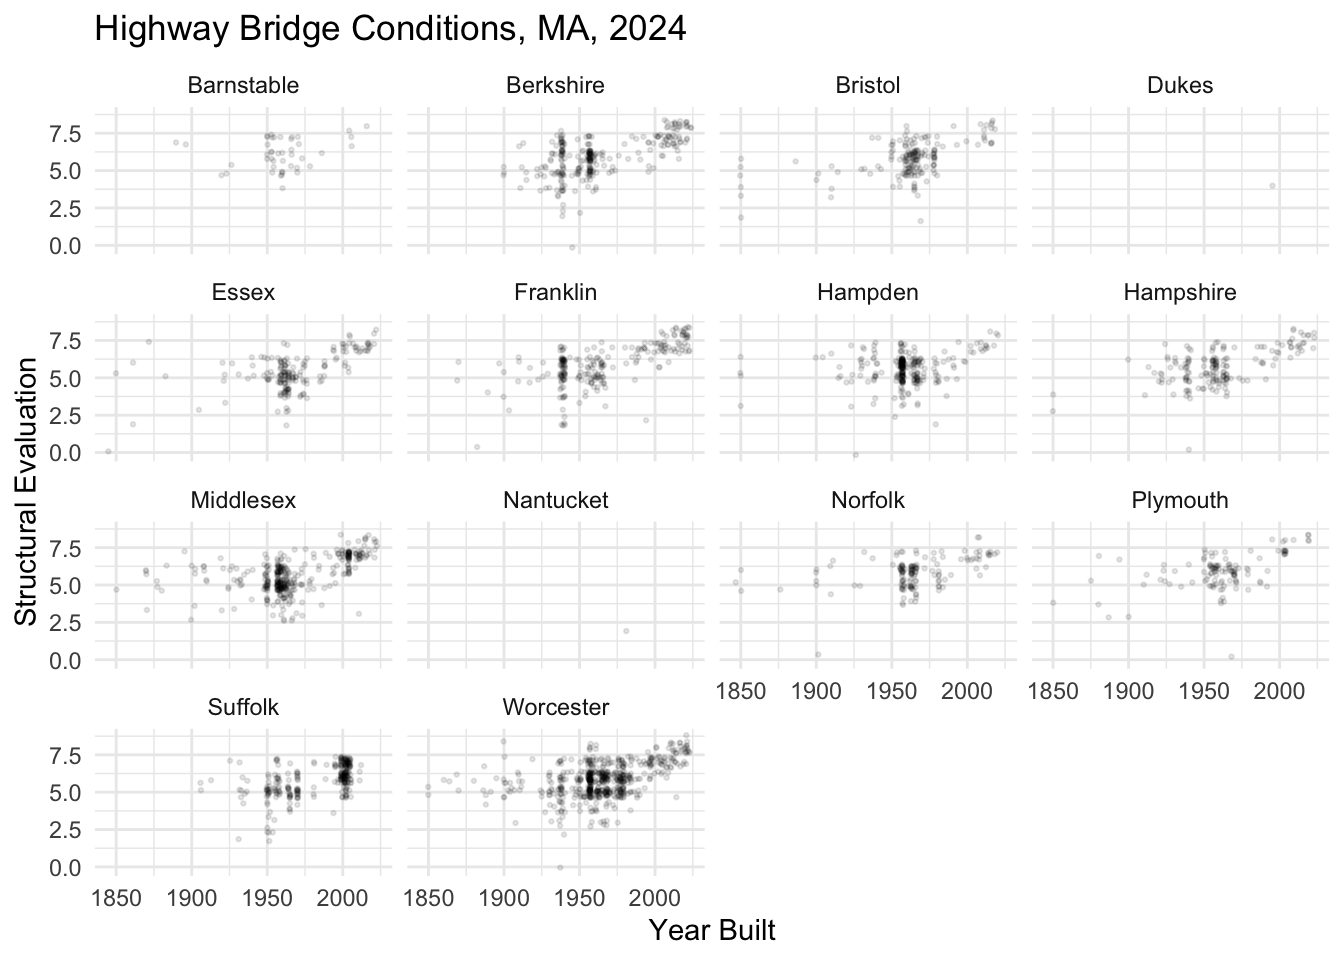 Highway Bridge Conditions, MA, 2024
Barnstable Berkshire Bristol Dukes
7.5
5.0
2.5
0.0
Essex Franklin Hampden Hampshire
7.5
5.0
2.5
0.0
Structural Evaluation
Middlesex Nantucket Norfolk Plymouth
7.5
5.0
2.5
0.0
1850 1900 1950 2000 1850 1900 1950 2000
Suffolk Worcester
7.5
5.0
2.5
0.0
1850 1900 1950 2000 1850 1900 1950 2000
Year Built